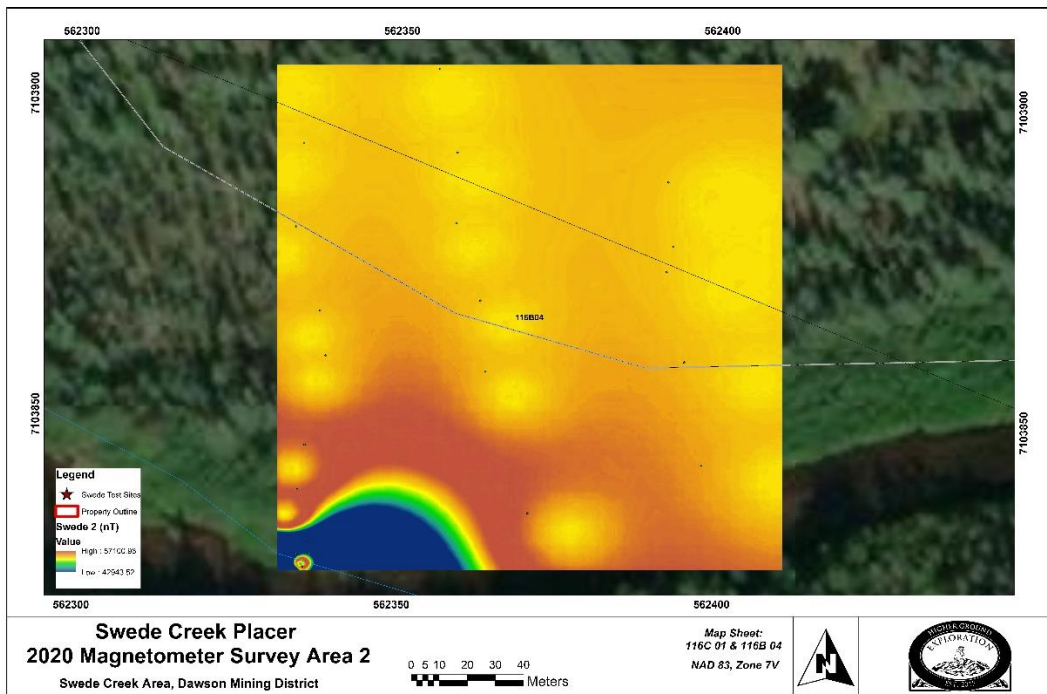 562300 562350 562400
7103900 7103900
116B04
7103850 7103850
Legend
Swede Test Sites
Property Outline
Swede 2 (nT)
Value
High : 57100.95
Low : 42943.52
562300 562350 562400
Swede Creek Placer
2020 Magnetometer Survey Area 2
Swede Creek Area, Dawson Mining District
0 5 10 20 30 40
Meters
Map Sheet:
116C 01 & 116B 04
NAD 83, Zone 7V
N
HIGHER GROUND
EXPLORATION